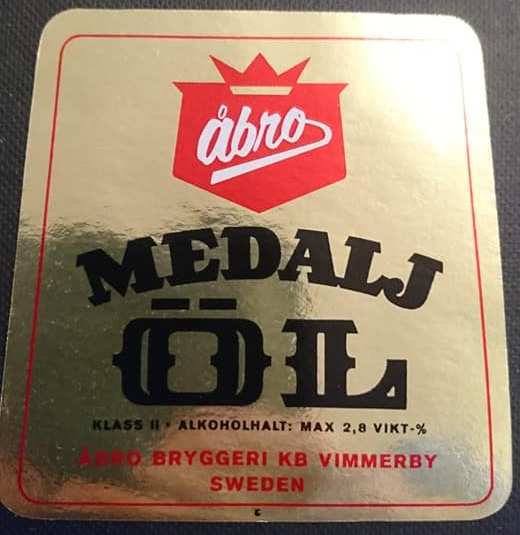 åbro
MEDALJ
ÖL
KLASS II • ALKOHOLHALT: MAX 2,8 VIKT-%
ÅBRO BRYGGERI KB VIMMERBY
SWEDEN